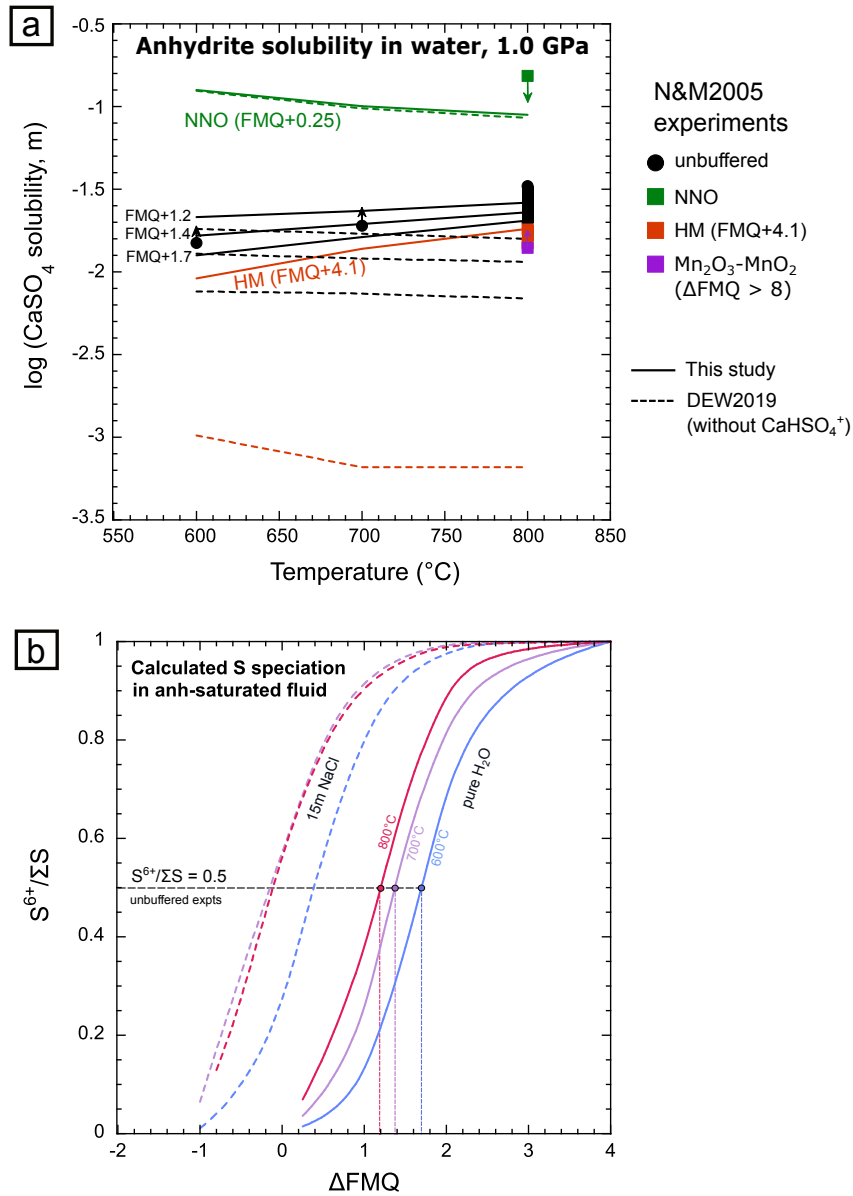 a
Anhydrite solubility in water, 1.0 GPa
log (CaSO₄ solubility, m)
-0.5
-1
-1.5
-2
-2.5
-3
-3.5
NNO (FMQ+0.25)
FMQ+1.2
FMQ+1.4
FMQ+1.7
HM (FMQ+4.1)
550 600 650 700 750 800 850
Temperature (°C)
N&M2005
experiments
unbuffered
NNO
HM (FMQ+4.1)
Mn₂O₃-MnO₂
(ΔFMQ > 8)
This study
DEW2019
(without CaHSO₄⁺)
b
Calculated S speciation
in anh-saturated fluid
S⁶⁺/ΣS
1
0.8
0.6
0.4
0.2
0
15m NaCl
pure H₂O
800°C
700°C
600°C
S⁶⁺/ΣS = 0.5
unbuffered expts
-2 -1 0 1 2 3 4
ΔFMQ